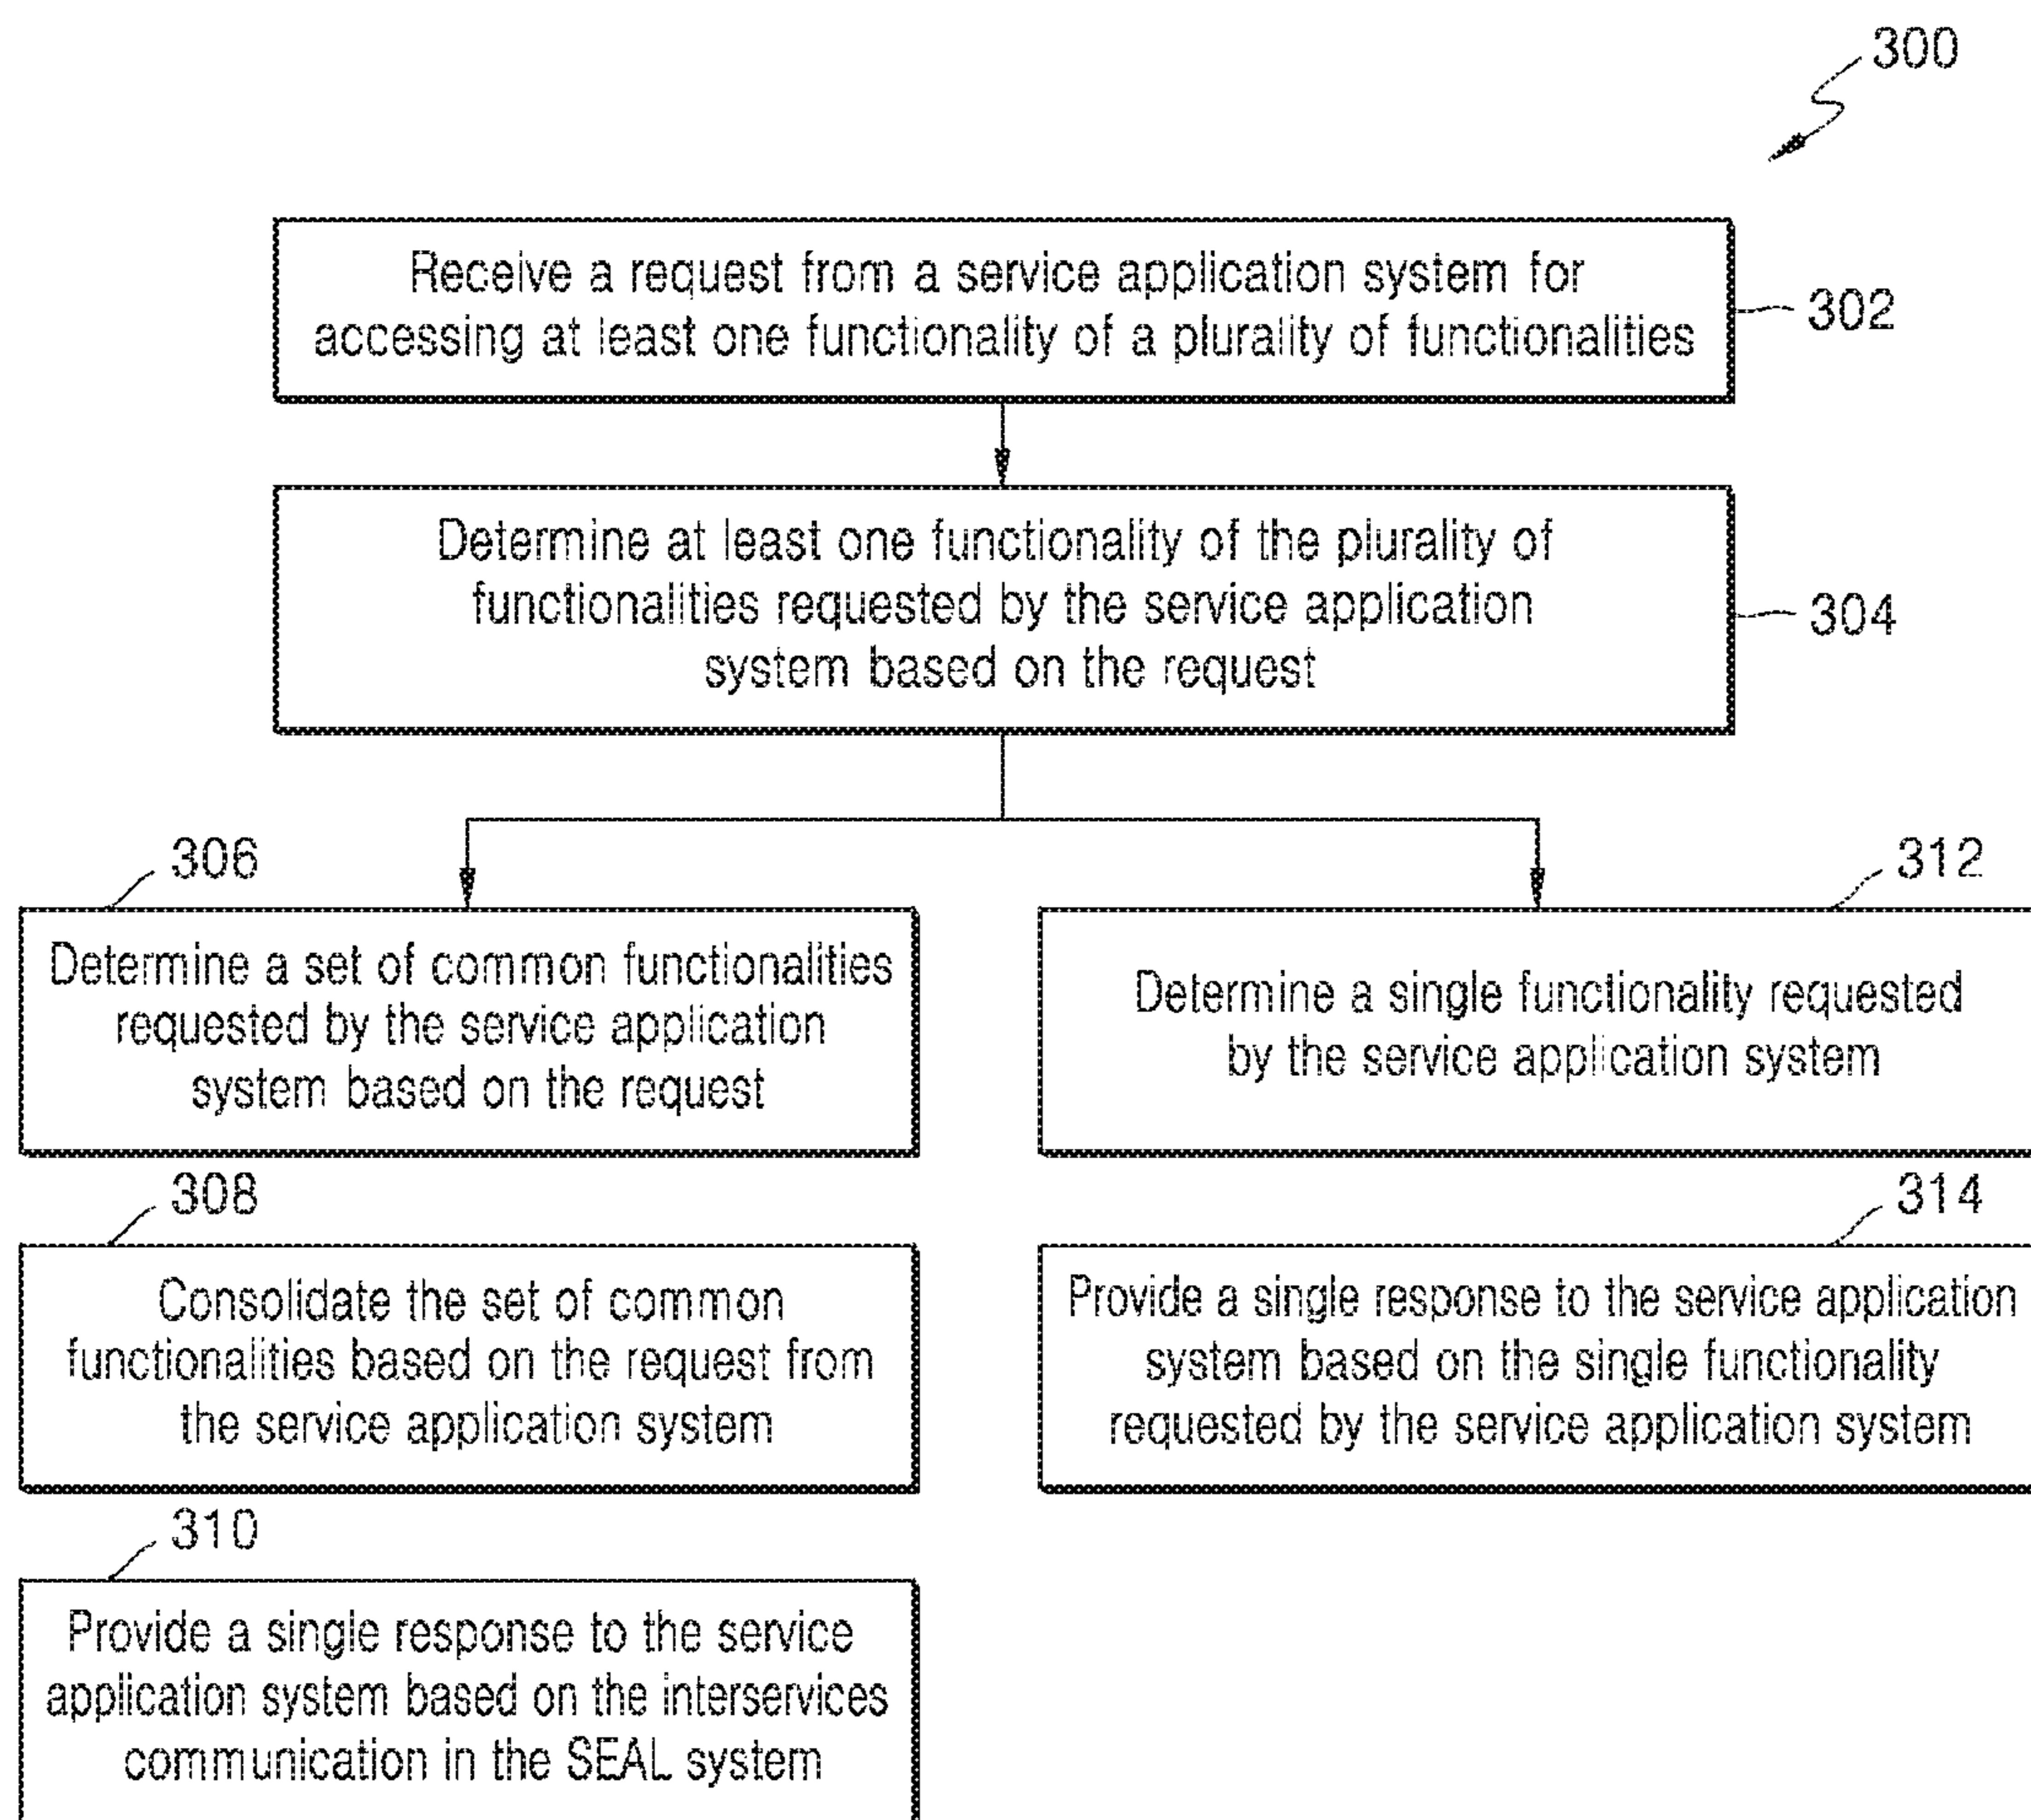 300
Receive a request from a service application system for
accessing at least one functionality of a plurality of functionalities
302
Determine at least one functionality of the plurality of
functionalities requested by the service application
system based on the request
304
306
Determine a set of common functionalities
requested by the service application
system based on the request
308
Consolidate the set of common
functionalities based on the request from
the service application system
310
Provide a single response to the service
application system based on the interservices
communication in the SEAL system
312
Determine a single functionality requested
by the service application system
314
Provide a single response to the service application
system based on the single functionality
requested by the service application system